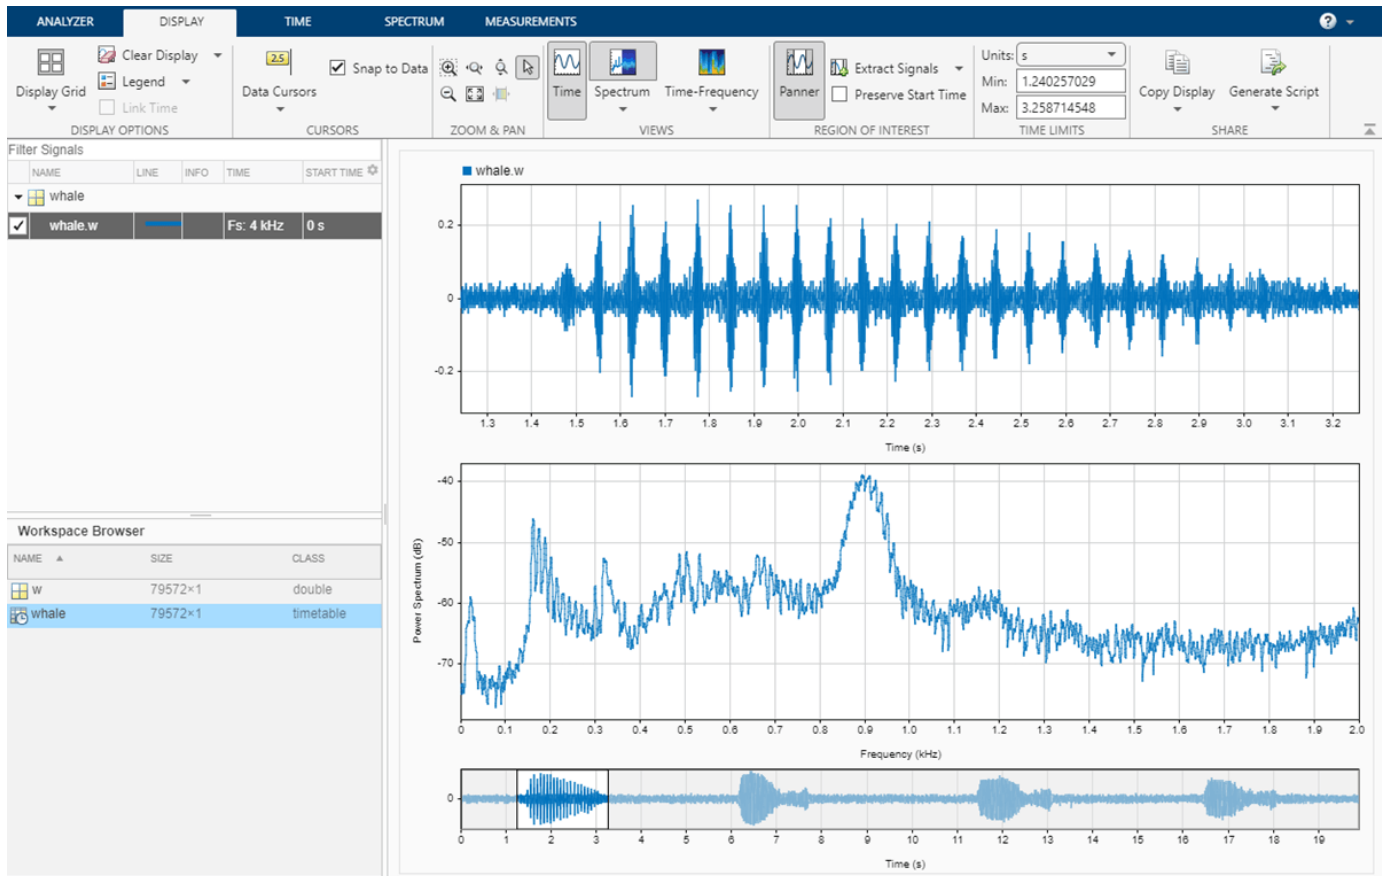 ANALYZER DISPLAY TIME SPECTRUM MEASUREMENTS ?
Clear Display 2.5 Snap to Data Units: s
Legend Extract Signals Min: 1.240257029
Display Grid Data Cursors Time Spectrum Time-Frequency Panner Preserve Start Time Copy Display Generate Script
Link Time Max: 3.258714548
DISPLAY OPTIONS CURSORS ZOOM & PAN VIEWS REGION OF INTEREST TIME LIMITS SHARE
Filter Signals
NAME LINE INFO TIME START TIME
whale
whale.w Fs: 4 kHz 0 s
whale.w
0.2
0
-0.2
1.3 1.4 1.5 1.6 1.7 1.8 1.9 2.0 2.1 2.2 2.3 2.4 2.5 2.6 2.7 2.8 2.9 3.0 3.1 3.2
Time (s)
Workspace Browser
NAME SIZE CLASS
w 79572×1 double
whale 79572×1 timetable
-40
-50
-60
-70
Power Spectrum (dB)
0 0.1 0.2 0.3 0.4 0.5 0.6 0.7 0.8 0.9 1.0 1.1 1.2 1.3 1.4 1.5 1.6 1.7 1.8 1.9 2.0
Frequency (kHz)
0
0 1 2 3 4 5 6 7 8 9 10 11 12 13 14 15 16 17 18 19
Time (s)